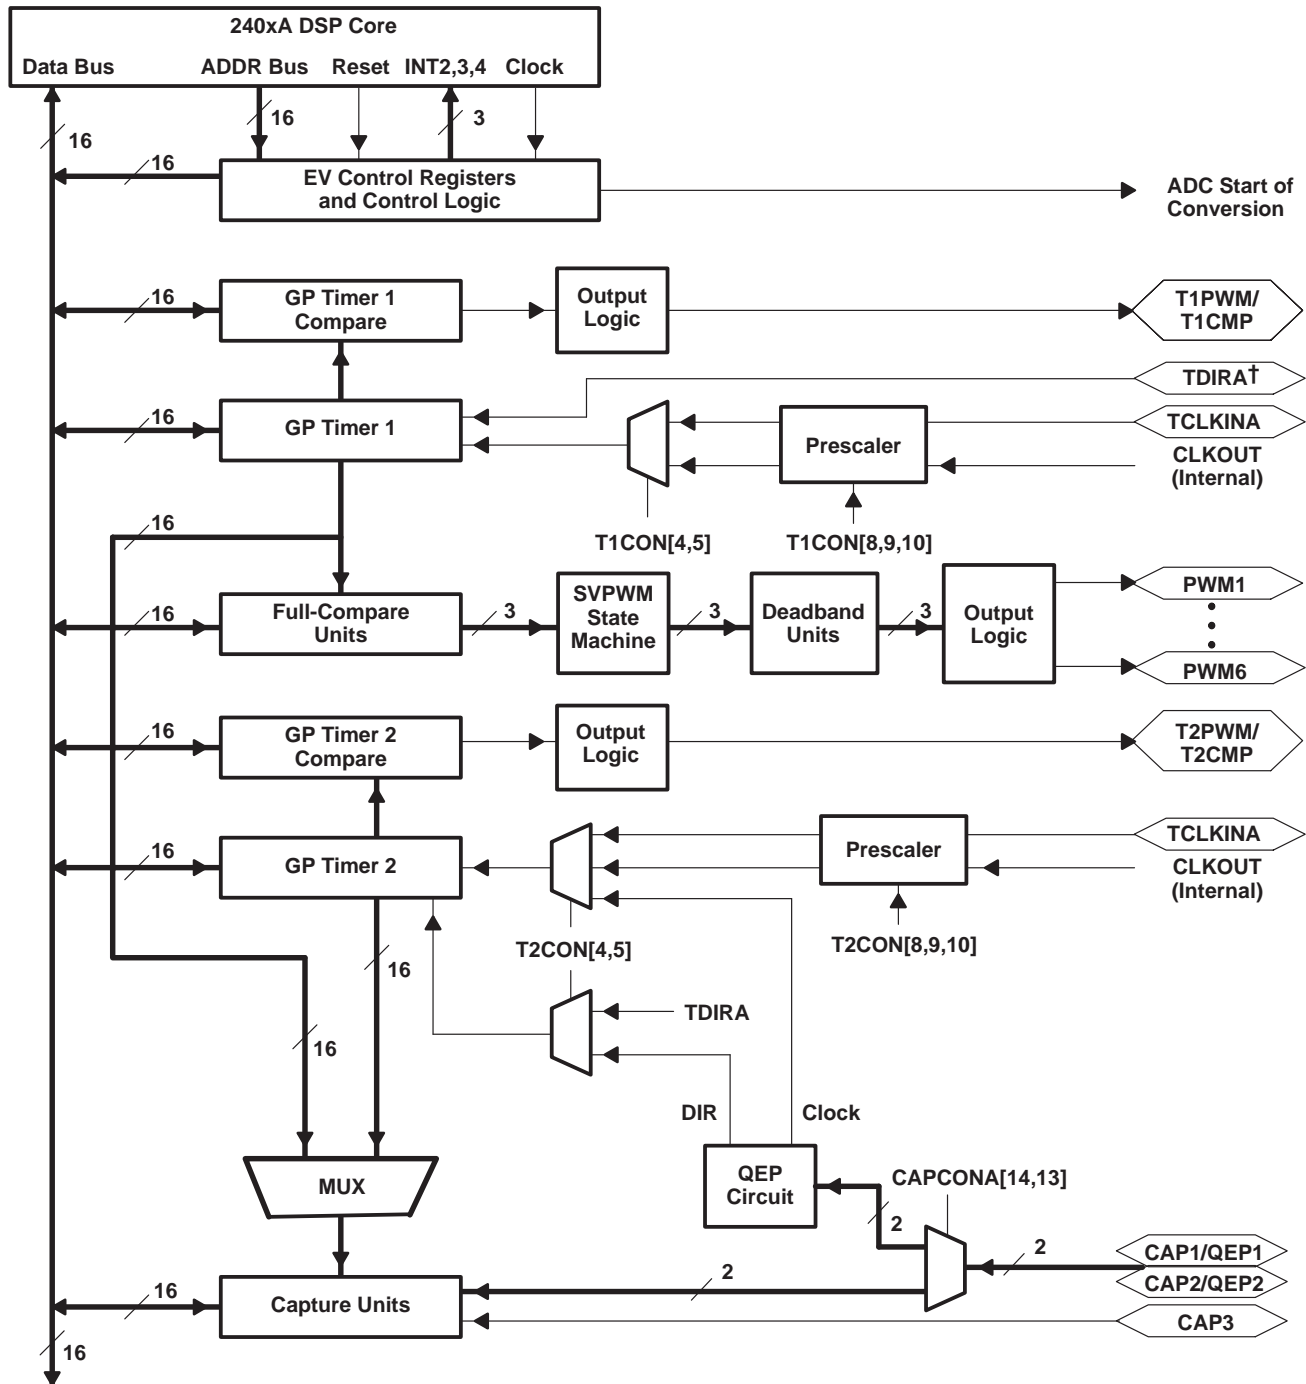 240xA DSP Core
Data Bus
ADDR Bus
Reset
INT2,3,4
Clock
16
16
3
16
EV Control Registers
and Control Logic
ADC Start of
Conversion
16
GP Timer 1
Compare
Output
Logic
T1PWM/
T1CMP
TDIRA†
16
GP Timer 1
Prescaler
TCLKINA
CLKOUT
(Internal)
T1CON[4,5]
T1CON[8,9,10]
16
16
Full-Compare
Units
3
SVPWM
State
Machine
3
Deadband
Units
3
Output
Logic
PWM1
PWM6
16
GP Timer 2
Compare
Output
Logic
T2PWM/
T2CMP
16
GP Timer 2
Prescaler
TCLKINA
CLKOUT
(Internal)
T2CON[4,5]
T2CON[8,9,10]
16
TDIRA
16
DIR
Clock
MUX
QEP
Circuit
CAPCONA[14,13]
2
2
CAP1/QEP1
CAP2/QEP2
16
Capture Units
2
CAP3
16